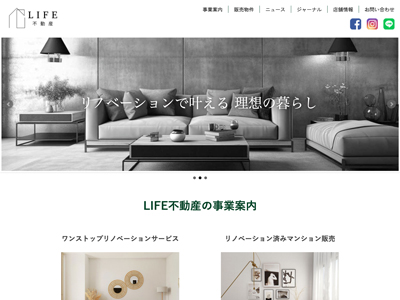 LIFE
不動産
事業案内
販売物件
ニュース
ジャーナル
店舗情報
お問い合わせ
リノベーションで叶える 理想の暮らし
LIFE不動産の事業案内
ワンストップリノベーションサービス
リノベーション済みマンション販売